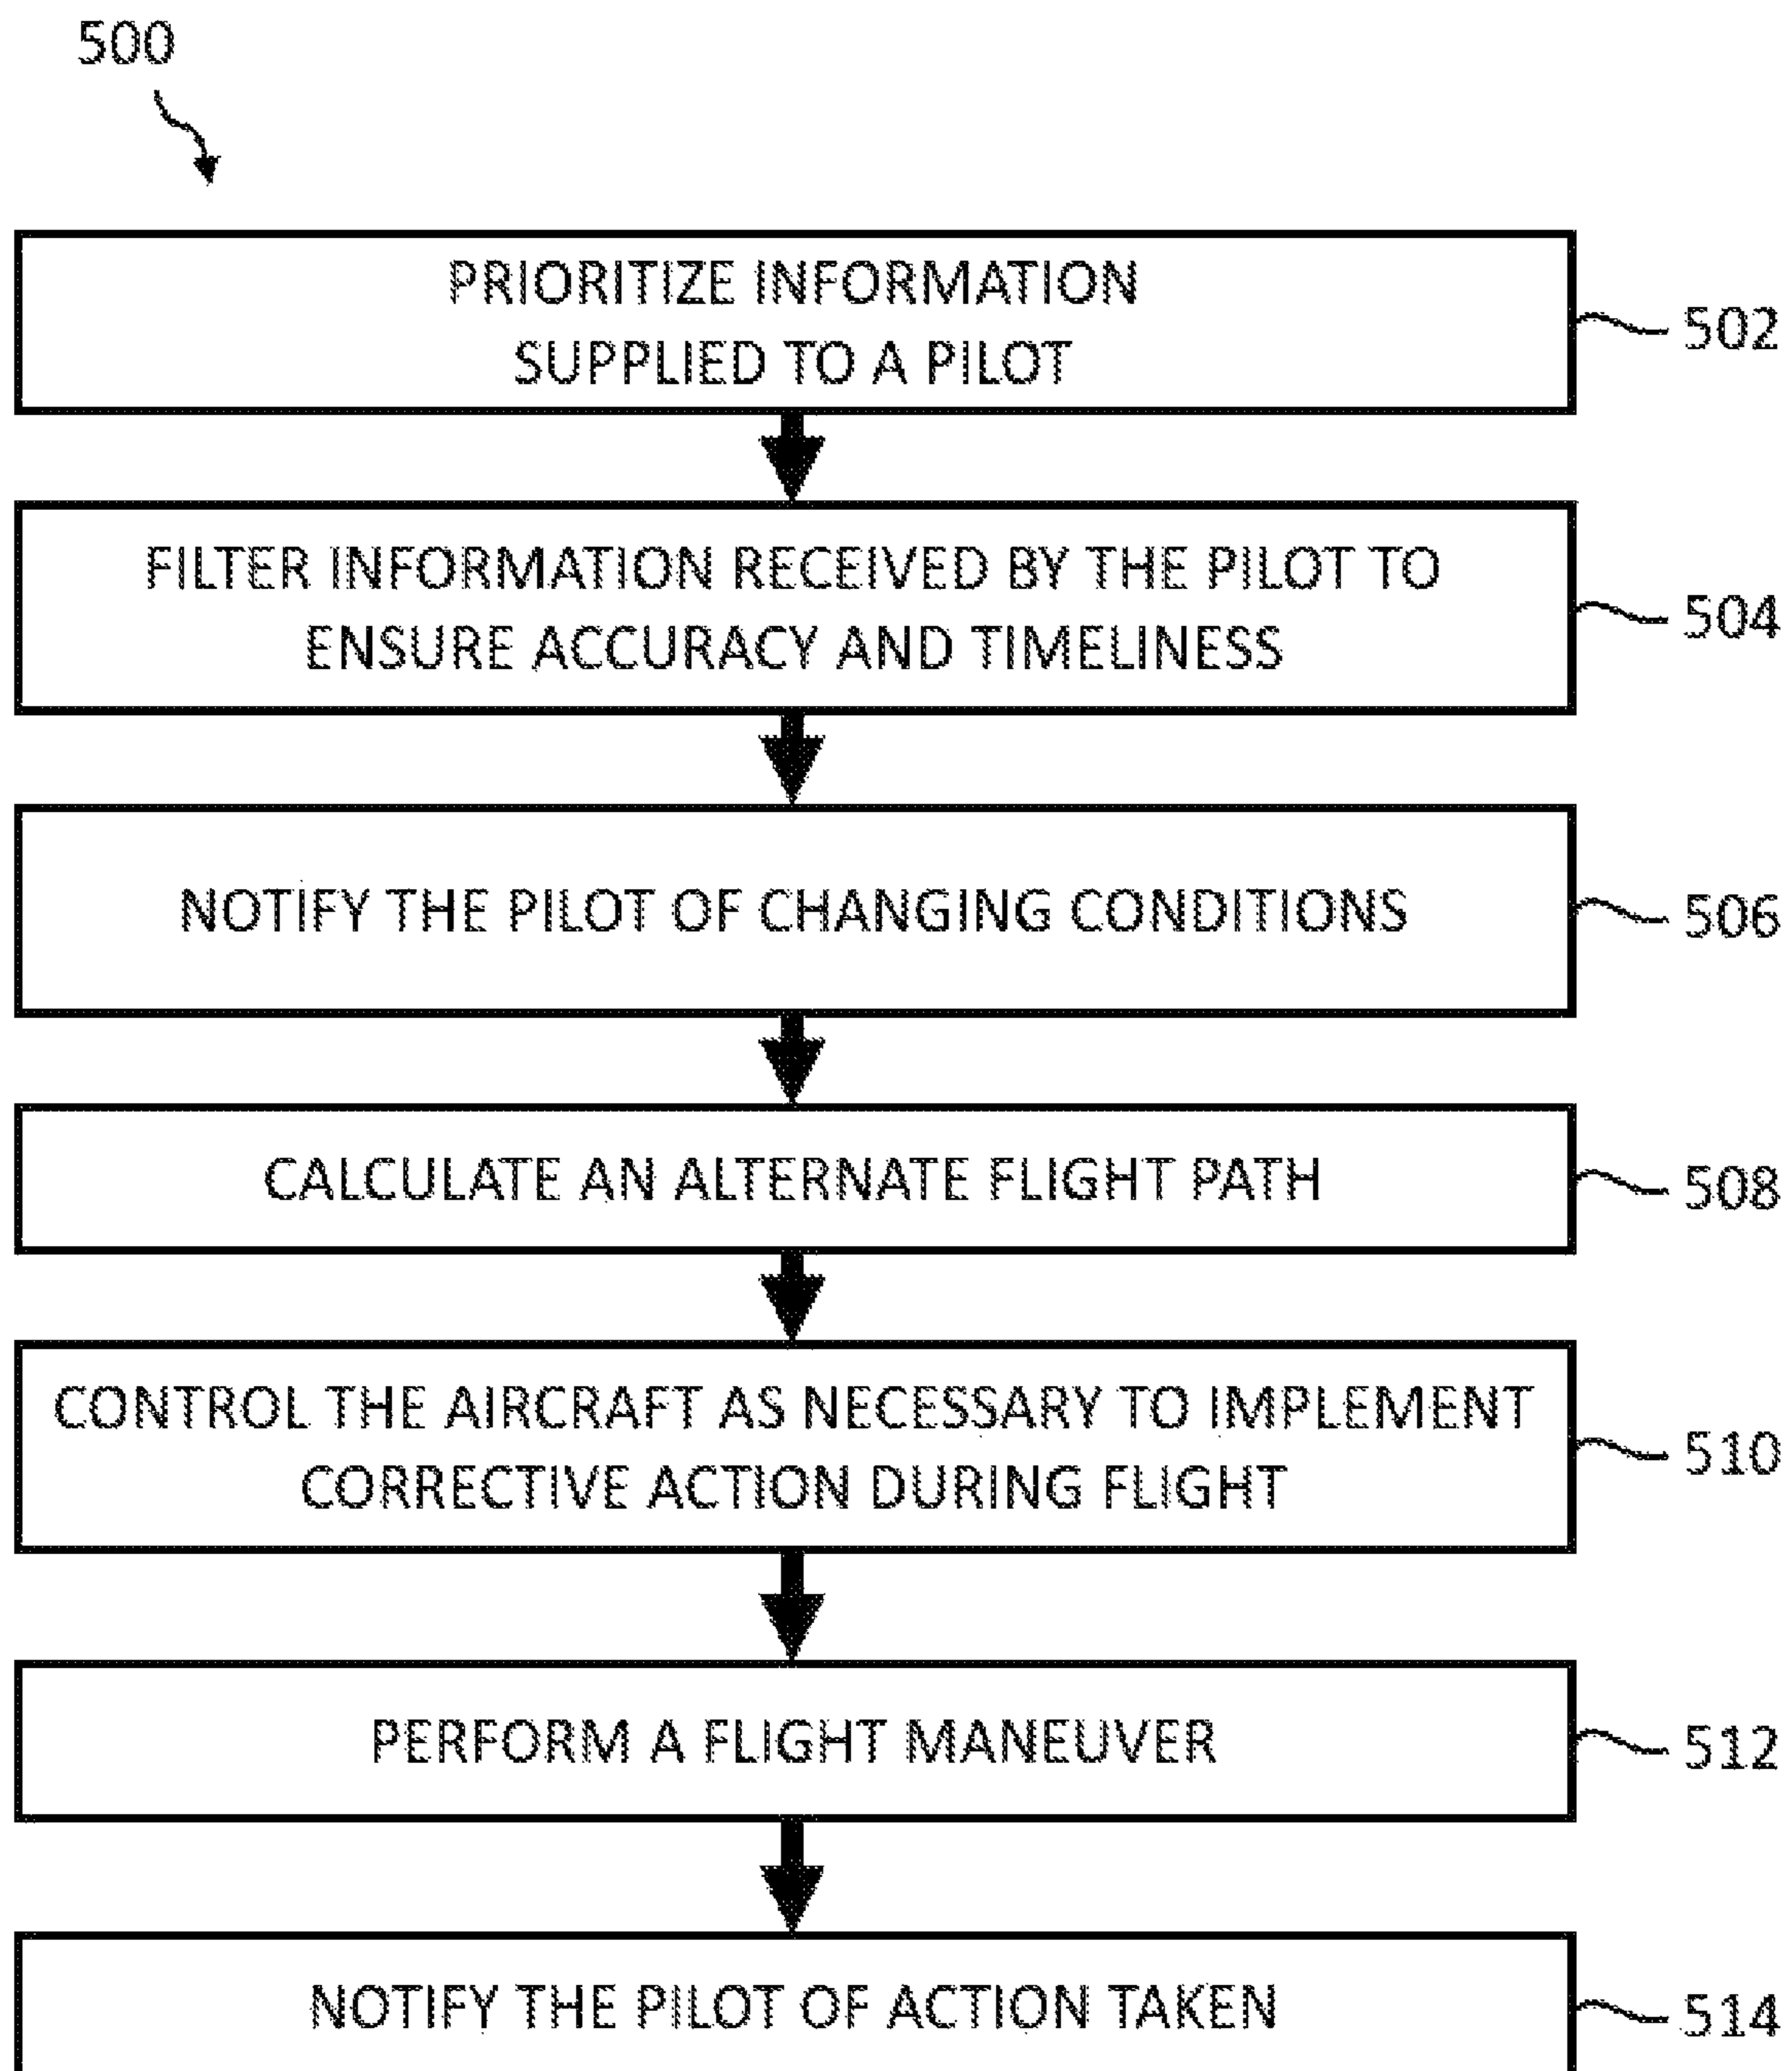 500
PRIORITIZE INFORMATION
SUPPLIED TO A PILOT
502
FILTER INFORMATION RECEIVED BY THE PILOT TO
ENSURE ACCURACY AND TIMELINESS
504
NOTIFY THE PILOT OF CHANGING CONDITIONS
506
CALCULATE AN ALTERNATE FLIGHT PATH
508
CONTROL THE AIRCRAFT AS NECESSARY TO IMPLEMENT
CORRECTIVE ACTION DURING FLIGHT
510
PERFORM A FLIGHT MANEUVER
512
NOTIFY THE PILOT OF ACTION TAKEN
514